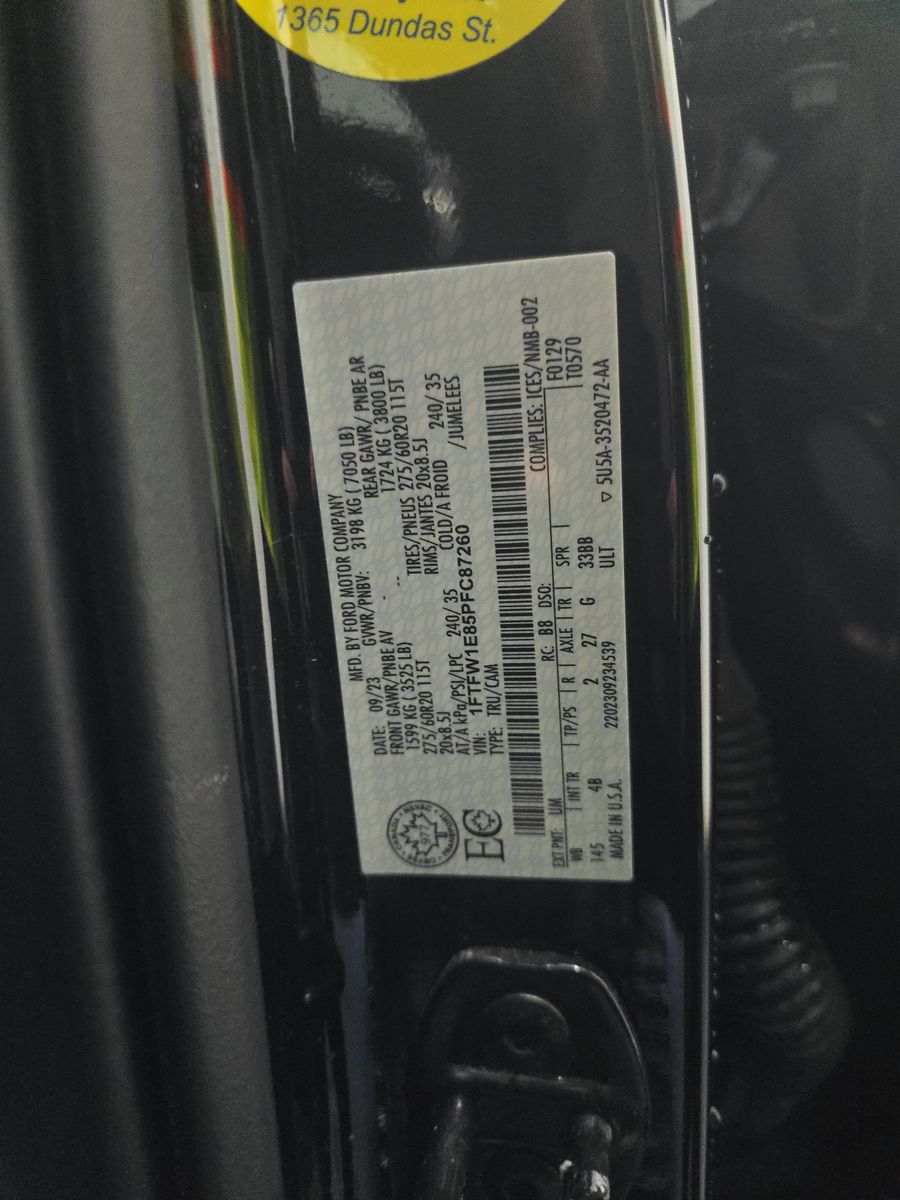 1365 Dundas St.
MFD. BY FORD MOTOR COMPANY
DATE: 09/23 GVWR/PNBV: 3198 KG ( 7050 LB)
FRONT GAWR/PNBE AV REAR GAWR/ PNBE AR
1599 KG ( 3525 LB) 1724 KG ( 3800 LB)
275/60R20 115T TIRES/PNEUS 275/60R20 115T
20x8.5J RIMS/JANTES 20x8.5J
AT/A kPa/PSI/LPC 240/ 35 COLD/A FROID 240/ 35
VIN: 1FTFW1E85PFC87260 /JUMELEES
TYPE: TRU/CAM
COMPLIES: ICES/NMB-002
EXT PNT: UM RC: B8 DSO: F0129
WB INT TR TP/PS R AXLE TR SPR T0570
145 4B 2 27 G 33BB
MADE IN U.S.A. 2202309234539 ULT ▽ 5U5A-3520472-AA
CANADA
NSVAC
TRANSPORT
977
EC